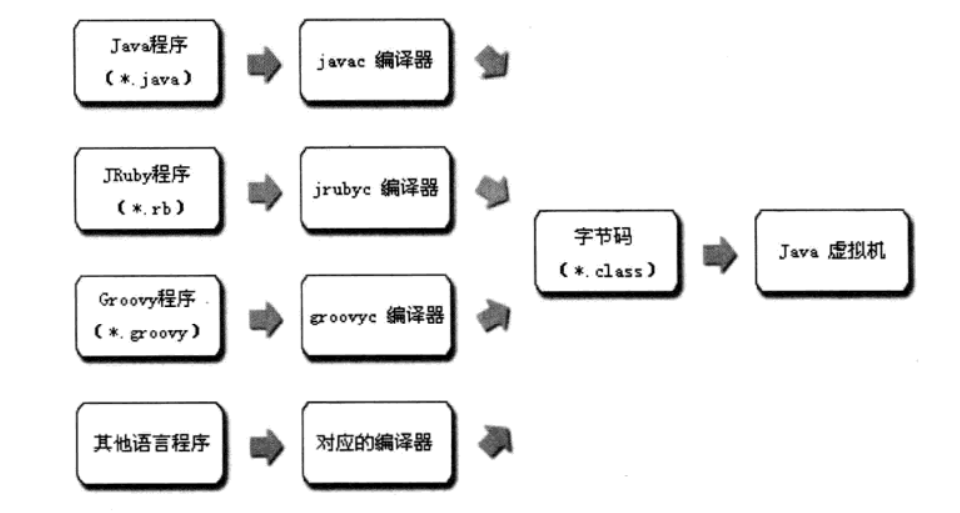 Java程序
(*.java)
javac 编译器
JRuby程序
(*.rb)
jrubyc 编译器
字节码
(*.class)
Java 虚拟机
Groovy程序
(*.groovy)
groovyc 编译器
其他语言程序
对应的编译器